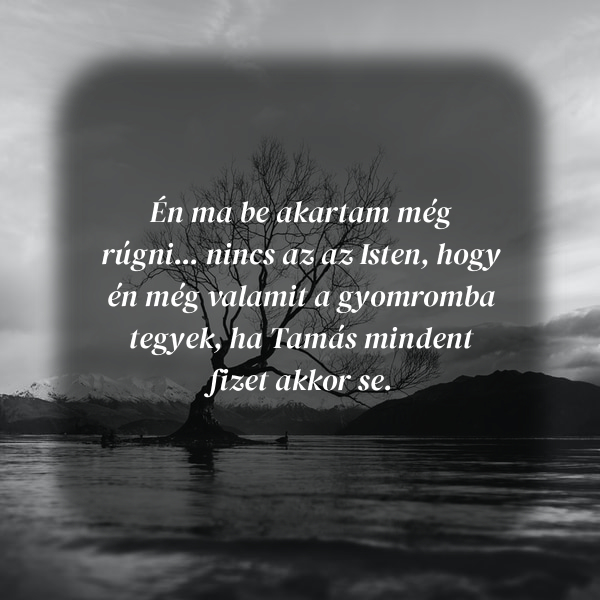 Én ma be akartam még
rúgni... nincs az az Isten, hogy
én még valamit a gyomromba
tegyek, ha Tamás mindent
fizet akkor se.